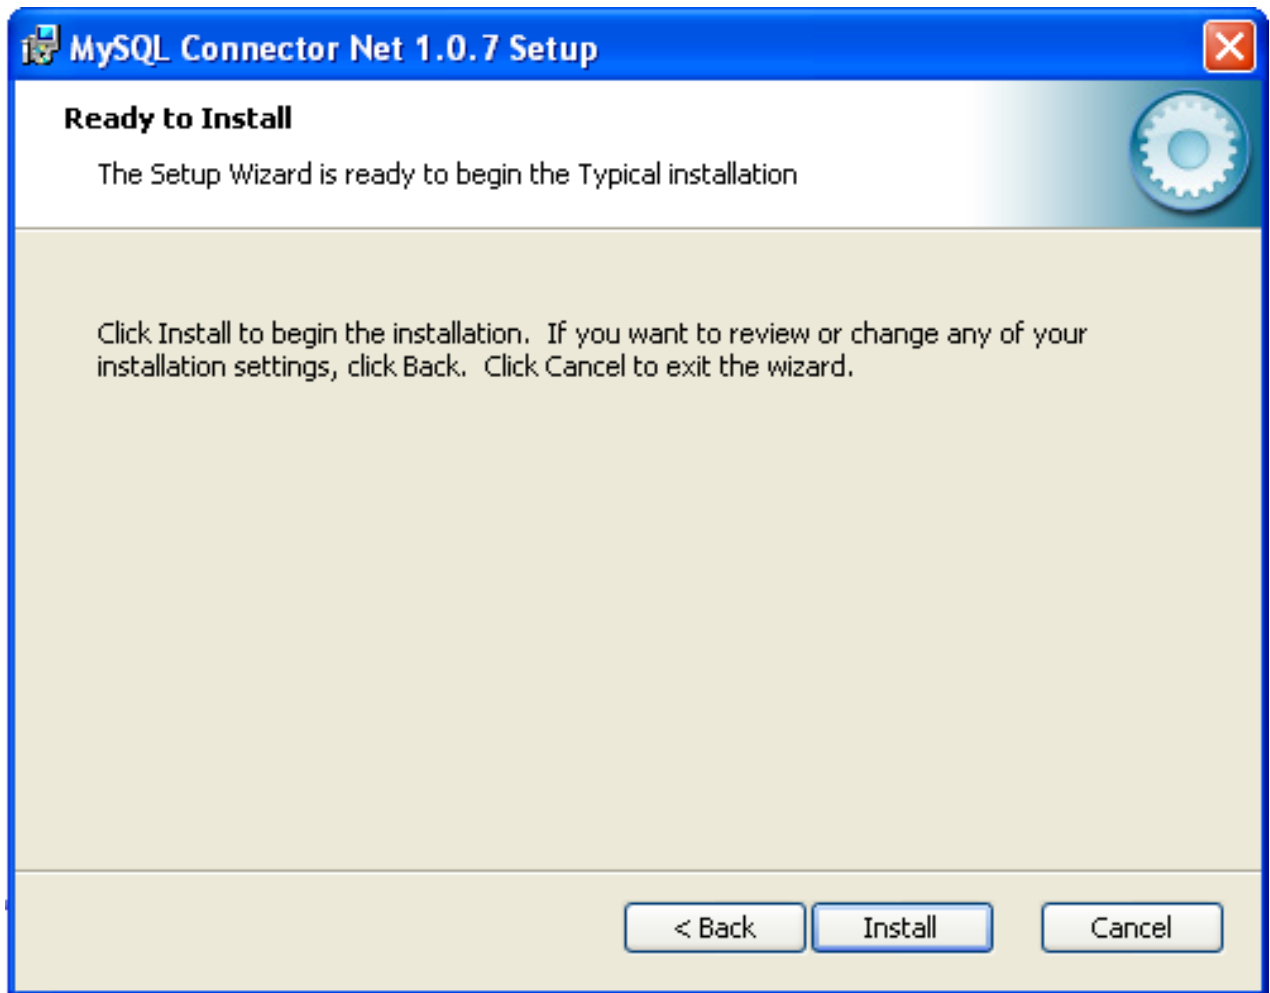 MySQL Connector Net 1.0.7 Setup
Ready to Install
The Setup Wizard is ready to begin the Typical installation
Click Install to begin the installation.  If you want to review or change any of your
installation settings, click Back.  Click Cancel to exit the wizard.
< Back Install Cancel